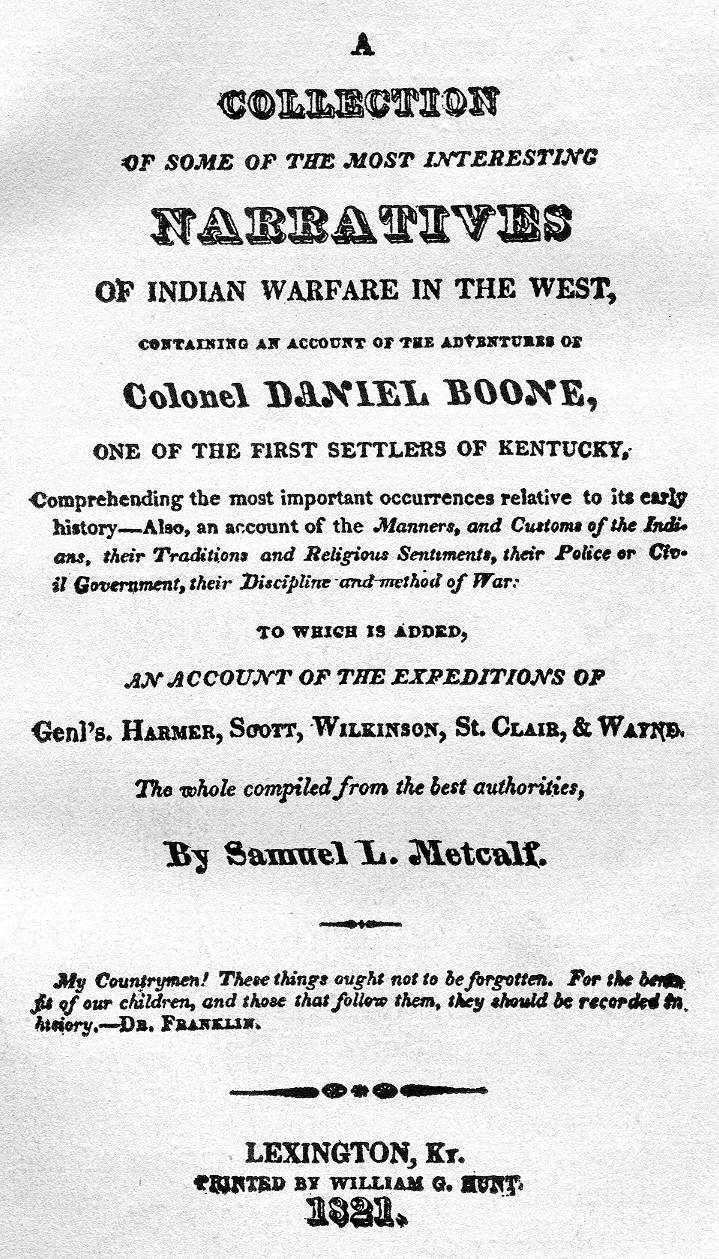 A
COLLECTION
OF SOME OF THE MOST INTERESTING
NARRATIVES
OF INDIAN WARFARE IN THE WEST,
CONTAINING AN ACCOUNT OF THE ADVENTURES OF
Colonel DANIEL BOONE,
ONE OF THE FIRST SETTLERS OF KENTUCKY,
Comprehending the most important occurrences relative to its early
history—Also, an account of the Manners, and Customs of the Indi-
ans, their Traditions and Religious Sentiments, their Police or Civ-
il Government, their Discipline and method of War:
TO WHICH IS ADDED,
AN ACCOUNT OF THE EXPEDITIONS OF
Genl's. HARMER, SCOTT, WILKINSON, St. CLAIR, & WAYNE.
The whole compiled from the best authorities,
By Samuel L. Metcalf.
My Countrymen! These things ought not to be forgotten. For the bene-
fit of our children, and those that follow them, they should be recorded in
history.—DR. FRANKLIN.
LEXINGTON, KY.
PRINTED BY WILLIAM G. HUNT.
1821.